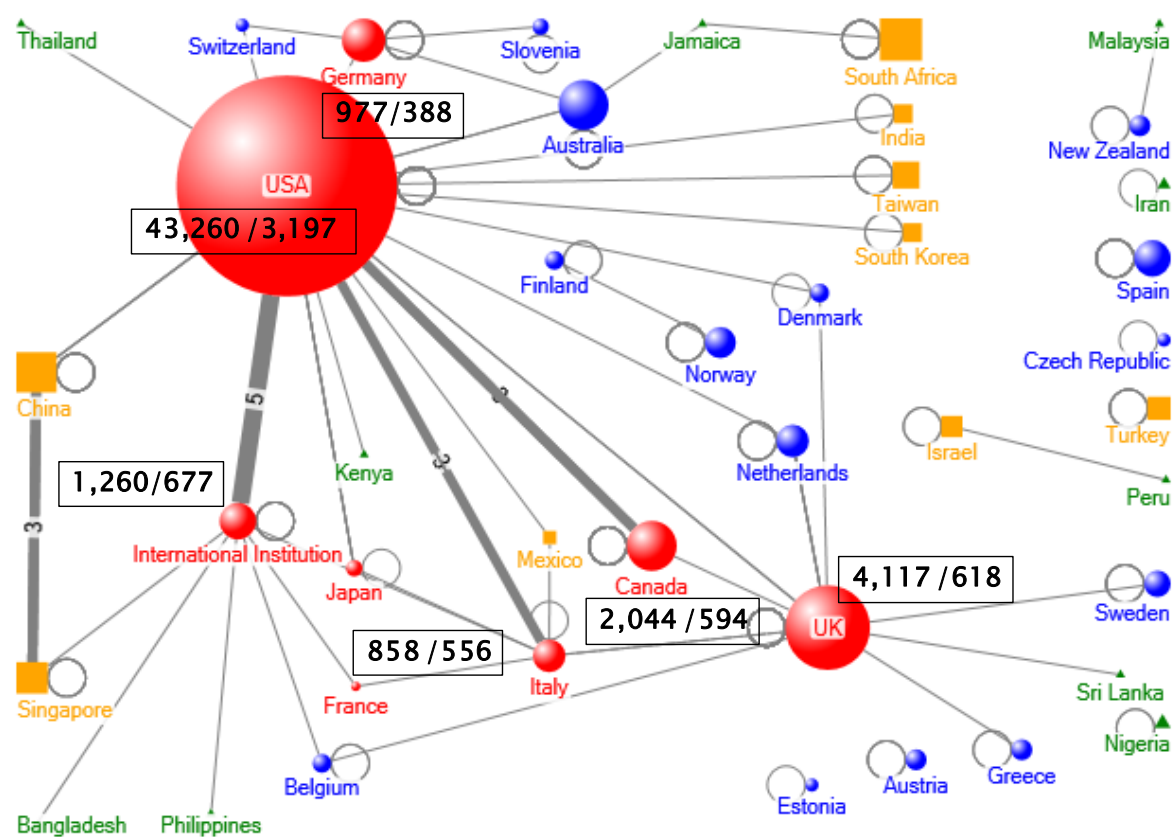 Thailand
Switzerland
Germany
Slovenia
Jamaica
South Africa
Malaysia
977/388
Australia
India
New Zealand
USA
Taiwan
Iran
43,260 /3,197
South Korea
Finland
Denmark
Spain
Norway
Czech Republic
China
5
3
3
Kenya
Netherlands
Israel
Turkey
1,260/677
Peru
3
International Institution
Mexico
Japan
Canada
4,117 /618
Sweden
2,044 /594
UK
858 /556
Italy
Singapore
France
Sri Lanka
Nigeria
Belgium
Greece
Austria
Estonia
Bangladesh
Philippines